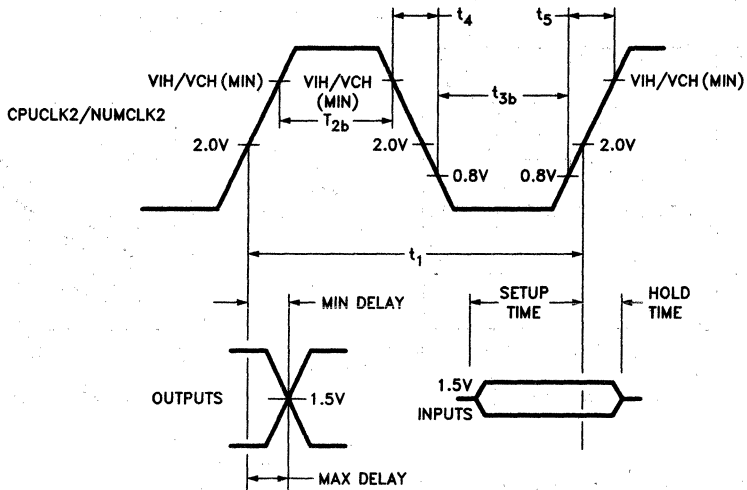 t4
t5
VIH/VCH (MIN)
VIH/VCH
(MIN)
T2b
t3b
VIH/VCH (MIN)
CPUCLK2/NUMCLK2
2.0V
2.0V
2.0V
0.8V
0.8V
t1
MIN DELAY
SETUP
TIME
HOLD
TIME
OUTPUTS
1.5V
1.5V
INPUTS
MAX DELAY